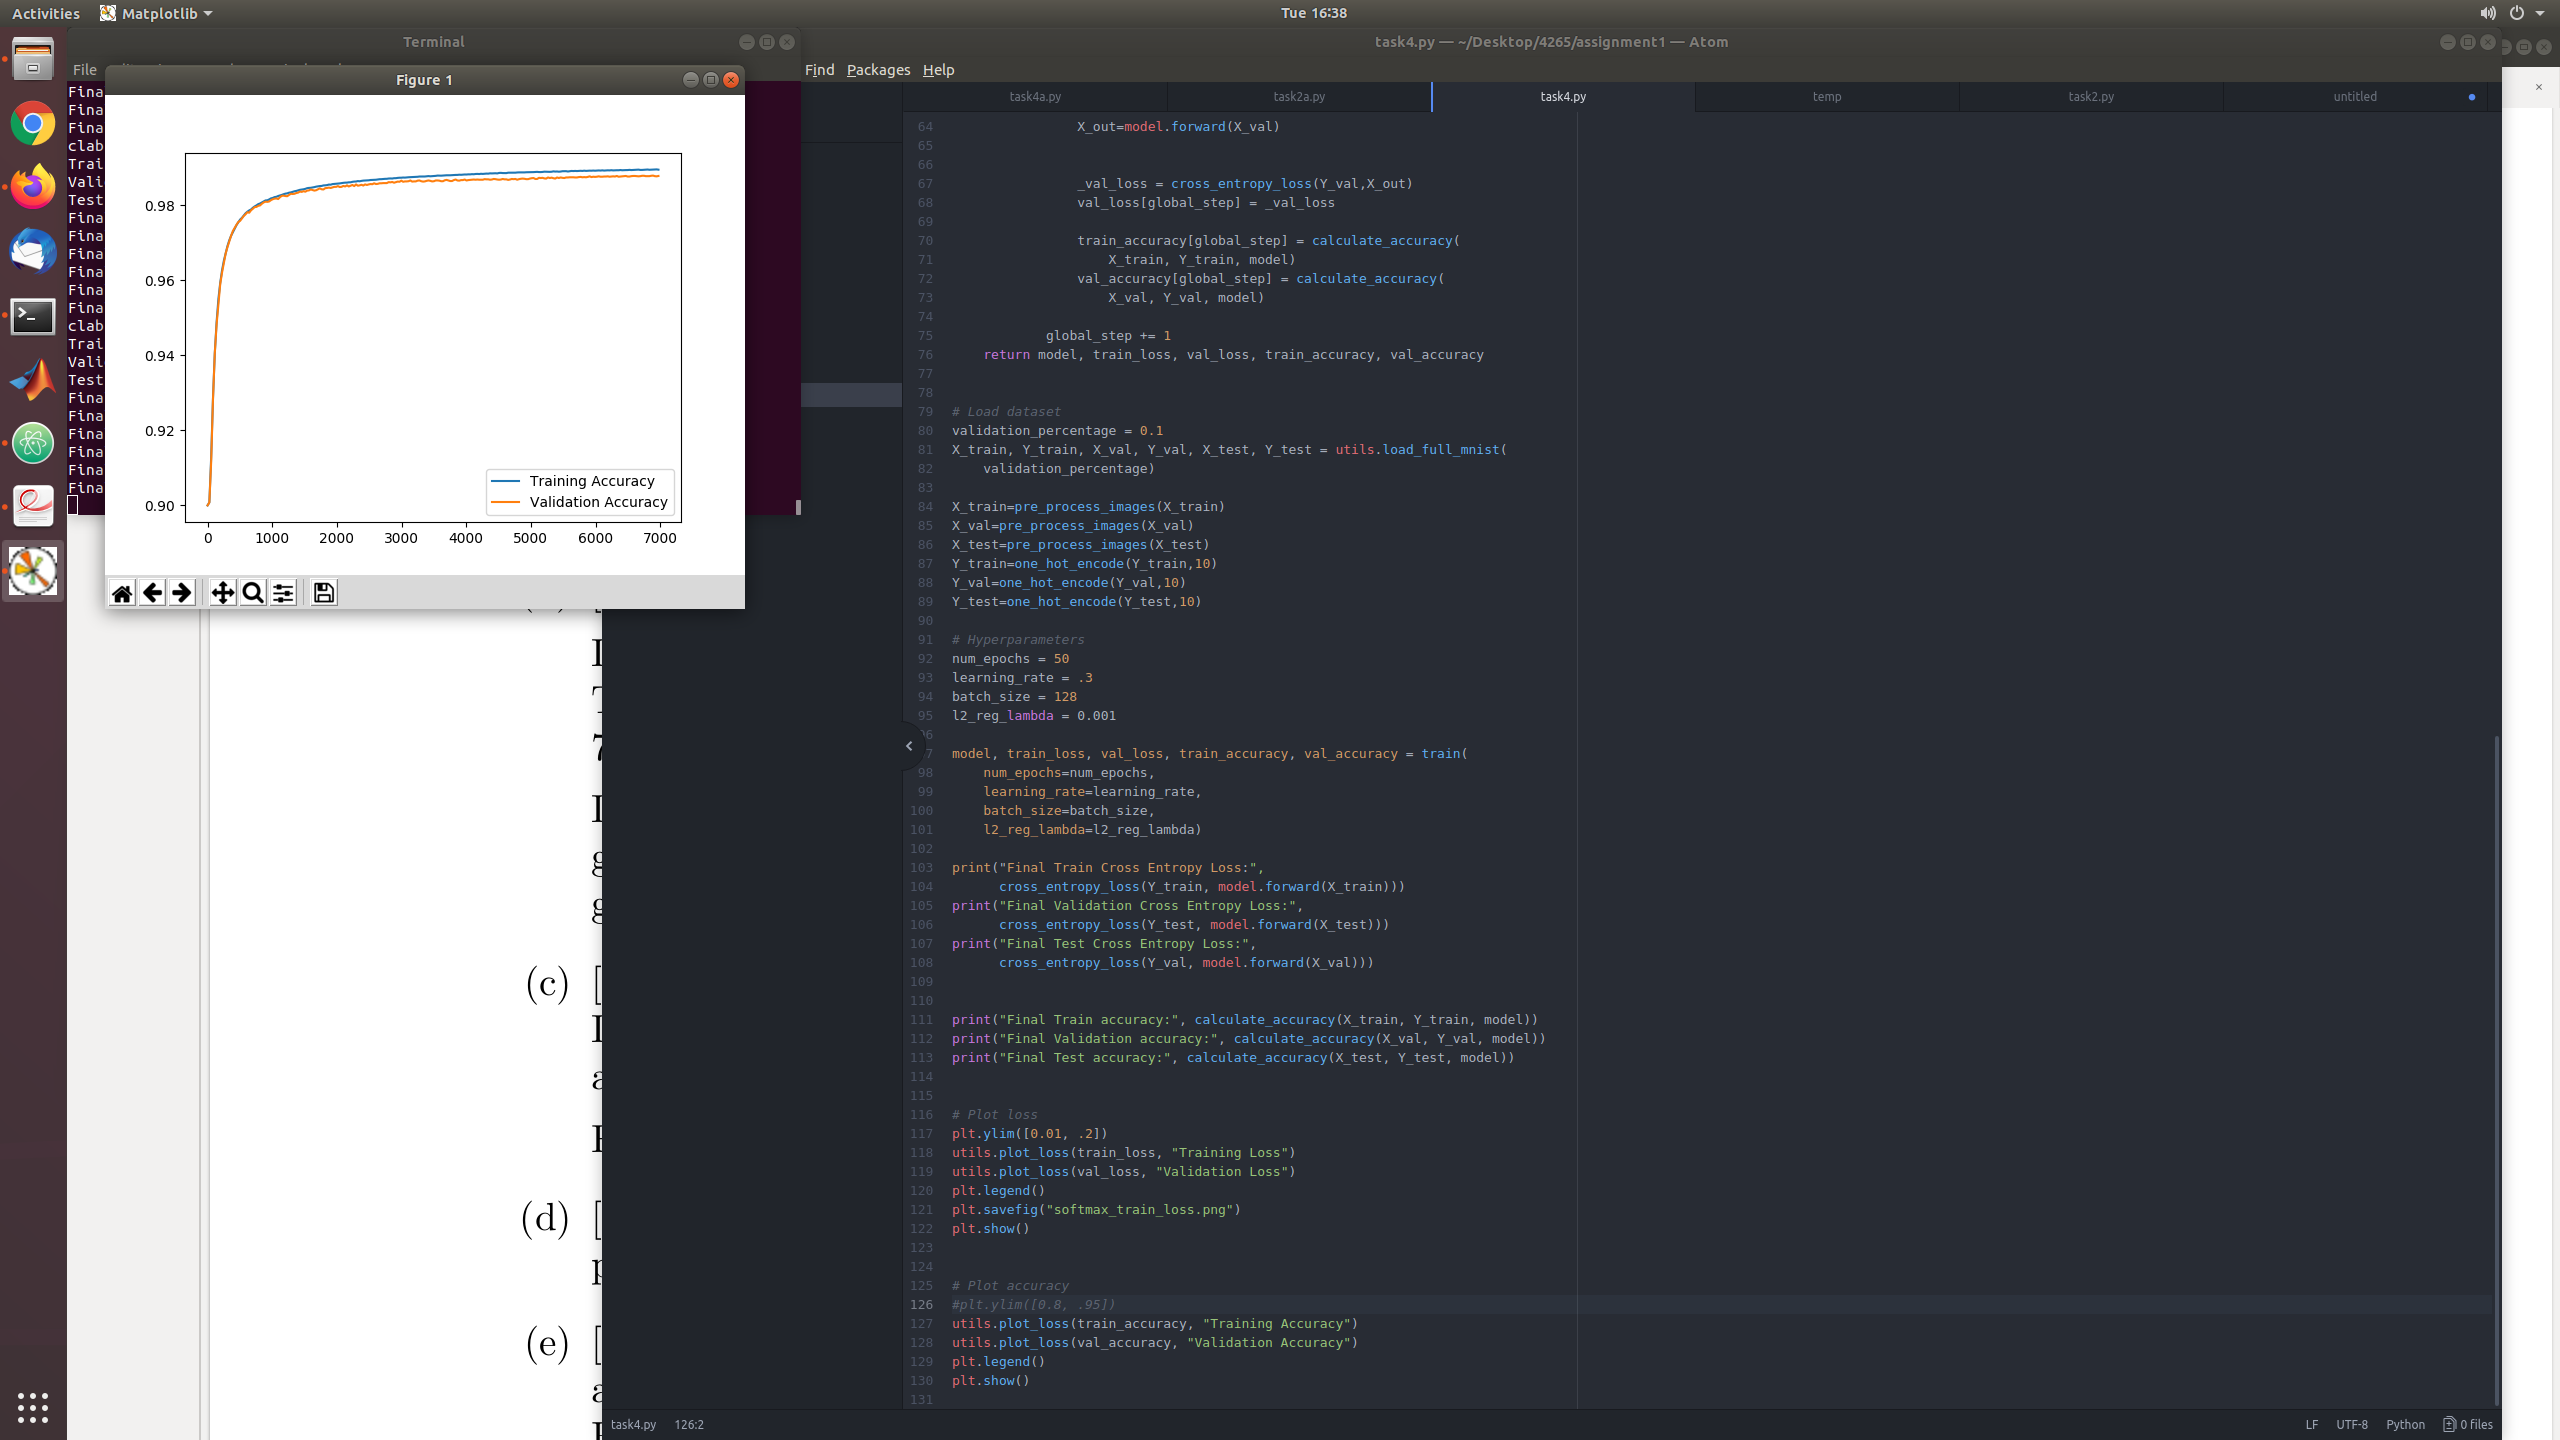 Activities
Matplotlib
Tue 16:38
Terminal
task4.py — ~/Desktop/4265/assignment1 — Atom
File
Figure 1
Find Packages Help
task4a.py
task2a.py
task4.py
temp
task2.py
untitled
Fina
Fina
Fina
clab
Trai
Vali
Test
Fina
Fina
Fina
Fina
Fina
Fina
clab
Trai
Vali
Test
Fina
Fina
Fina
Fina
Fina
Fina
0.98
0.96
0.94
0.92
0.90
Training Accuracy
Validation Accuracy
0 1000 2000 3000 4000 5000 6000 7000
(c) [
(d) [
(e) [
64 X_out=model.forward(X_val)
65
66
67 _val_loss = cross_entropy_loss(Y_val,X_out)
68 val_loss[global_step] = _val_loss
69
70 train_accuracy[global_step] = calculate_accuracy(
71 X_train, Y_train, model)
72 val_accuracy[global_step] = calculate_accuracy(
73 X_val, Y_val, model)
74
75 global_step += 1
76 return model, train_loss, val_loss, train_accuracy, val_accuracy
77
78
79 # Load dataset
80 validation_percentage = 0.1
81 X_train, Y_train, X_val, Y_val, X_test, Y_test = utils.load_full_mnist(
82 validation_percentage)
83
84 X_train=pre_process_images(X_train)
85 X_val=pre_process_images(X_val)
86 X_test=pre_process_images(X_test)
87 Y_train=one_hot_encode(Y_train,10)
88 Y_val=one_hot_encode(Y_val,10)
89 Y_test=one_hot_encode(Y_test,10)
90
91 # Hyperparameters
92 num_epochs = 50
93 learning_rate = .3
94 batch_size = 128
95 l2_reg_lambda = 0.001
6
7 model, train_loss, val_loss, train_accuracy, val_accuracy = train(
98 num_epochs=num_epochs,
99 learning_rate=learning_rate,
100 batch_size=batch_size,
101 l2_reg_lambda=l2_reg_lambda)
102
103 print("Final Train Cross Entropy Loss:",
104 cross_entropy_loss(Y_train, model.forward(X_train)))
105 print("Final Validation Cross Entropy Loss:",
106 cross_entropy_loss(Y_test, model.forward(X_test)))
107 print("Final Test Cross Entropy Loss:",
108 cross_entropy_loss(Y_val, model.forward(X_val)))
109
110
111 print("Final Train accuracy:", calculate_accuracy(X_train, Y_train, model))
112 print("Final Validation accuracy:", calculate_accuracy(X_val, Y_val, model))
113 print("Final Test accuracy:", calculate_accuracy(X_test, Y_test, model))
114
115
116 # Plot loss
117 plt.ylim([0.01, .2])
118 utils.plot_loss(train_loss, "Training Loss")
119 utils.plot_loss(val_loss, "Validation Loss")
120 plt.legend()
121 plt.savefig("softmax_train_loss.png")
122 plt.show()
123
124
125 # Plot accuracy
126 #plt.ylim([0.8, .95])
127 utils.plot_loss(train_accuracy, "Training Accuracy")
128 utils.plot_loss(val_accuracy, "Validation Accuracy")
129 plt.legend()
130 plt.show()
131
task4.py 126:2
LF UTF-8 Python 0 files